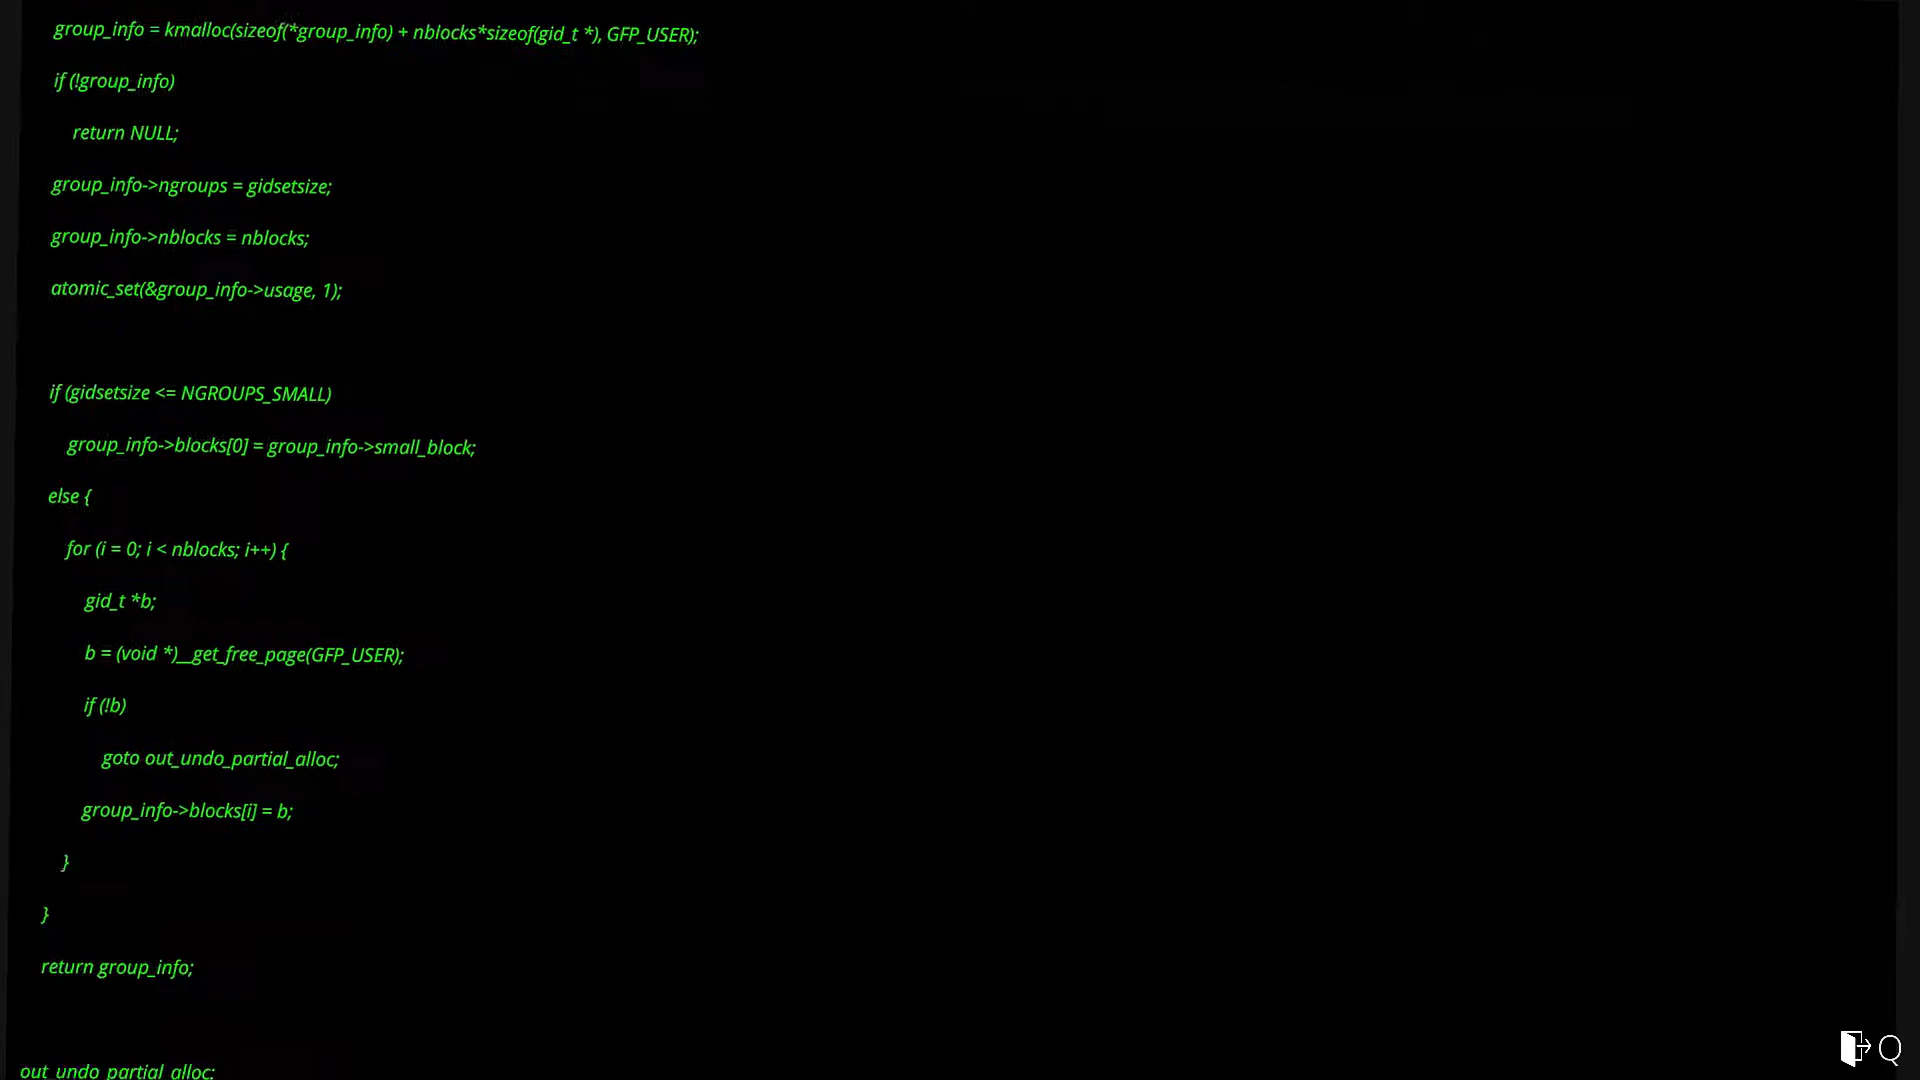 group_info = kmalloc(sizeof(*group_info) + nblocks*sizeof(gid_t *), GFP_USER);
if (!group_info)
return NULL;
group_info->ngroups = gidsetsize;
group_info->nblocks = nblocks;
atomic_set(&group_info->usage, 1);
if (gidsetsize <= NGROUPS_SMALL)
group_info->blocks[0] = group_info->small_block;
else {
for (i = 0; i < nblocks; i++) {
gid_t *b;
b = (void *)__get_free_page(GFP_USER);
if (!b)
goto out_undo_partial_alloc;
group_info->blocks[i] = b;
}
}
return group_info;
out_undo_partial_alloc:
Q